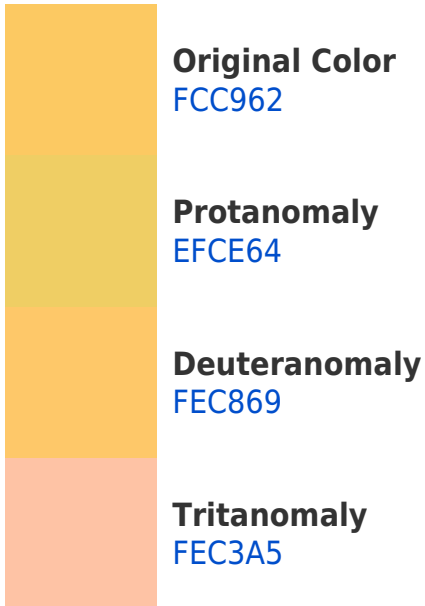 Original Color
FCC962
Protanomaly
EFCE64
Deuteranomaly
FEC869
Tritanomaly
FEC3A5